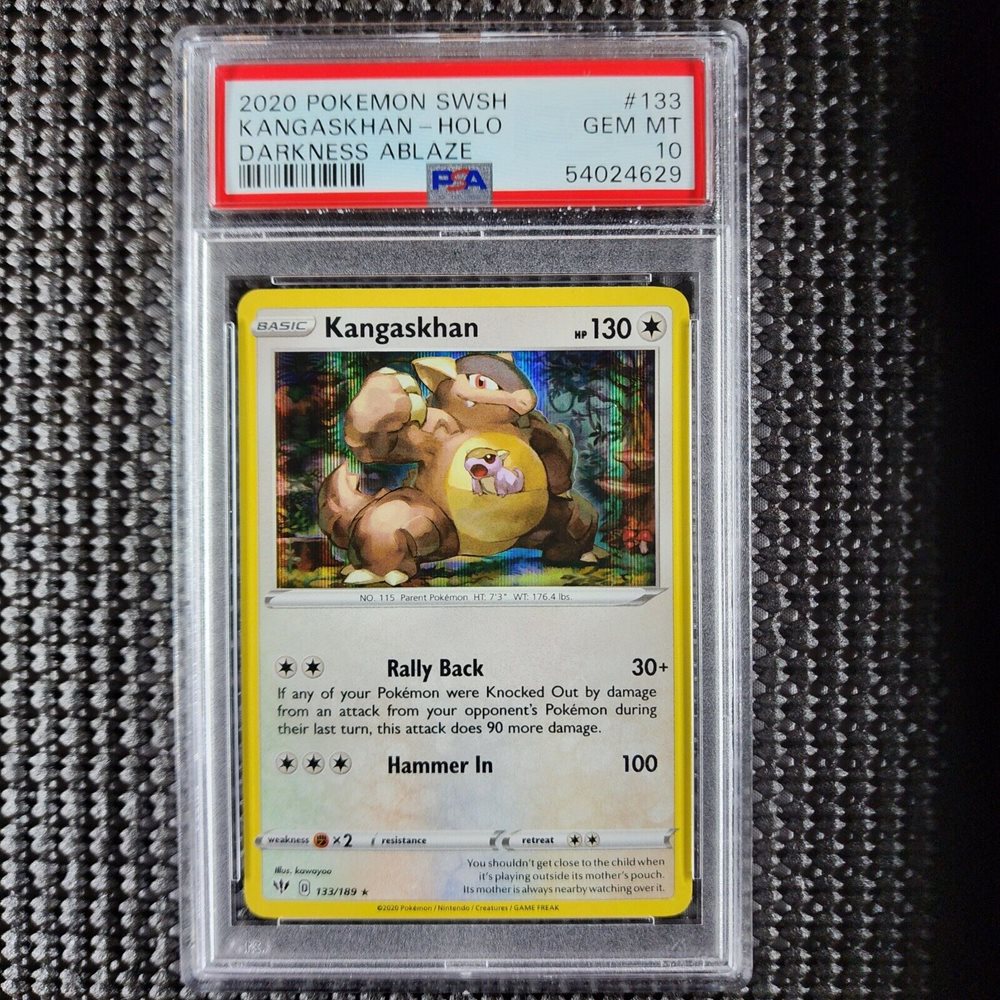 2020 POKEMON SWSH #133
KANGASKHAN - HOLO GEM MT
DARKNESS ABLAZE 10
PSA 54024629
BASIC Kangaskhan HP 130
NO. 115 Parent Pokémon HT: 7'3" WT: 176.4 lbs.
Rally Back 30+
If any of your Pokémon were Knocked Out by damage
from an attack from your opponent's Pokémon during
their last turn, this attack does 90 more damage.
Hammer In 100
weakness ×2 resistance retreat
You shouldn't get close to the child when
it's playing outside its mother's pouch.
Its mother is always nearby watching over it.
Illus. kawayoo
D 133/189 ★
©2020 Pokémon / Nintendo / Creatures / GAME FREAK